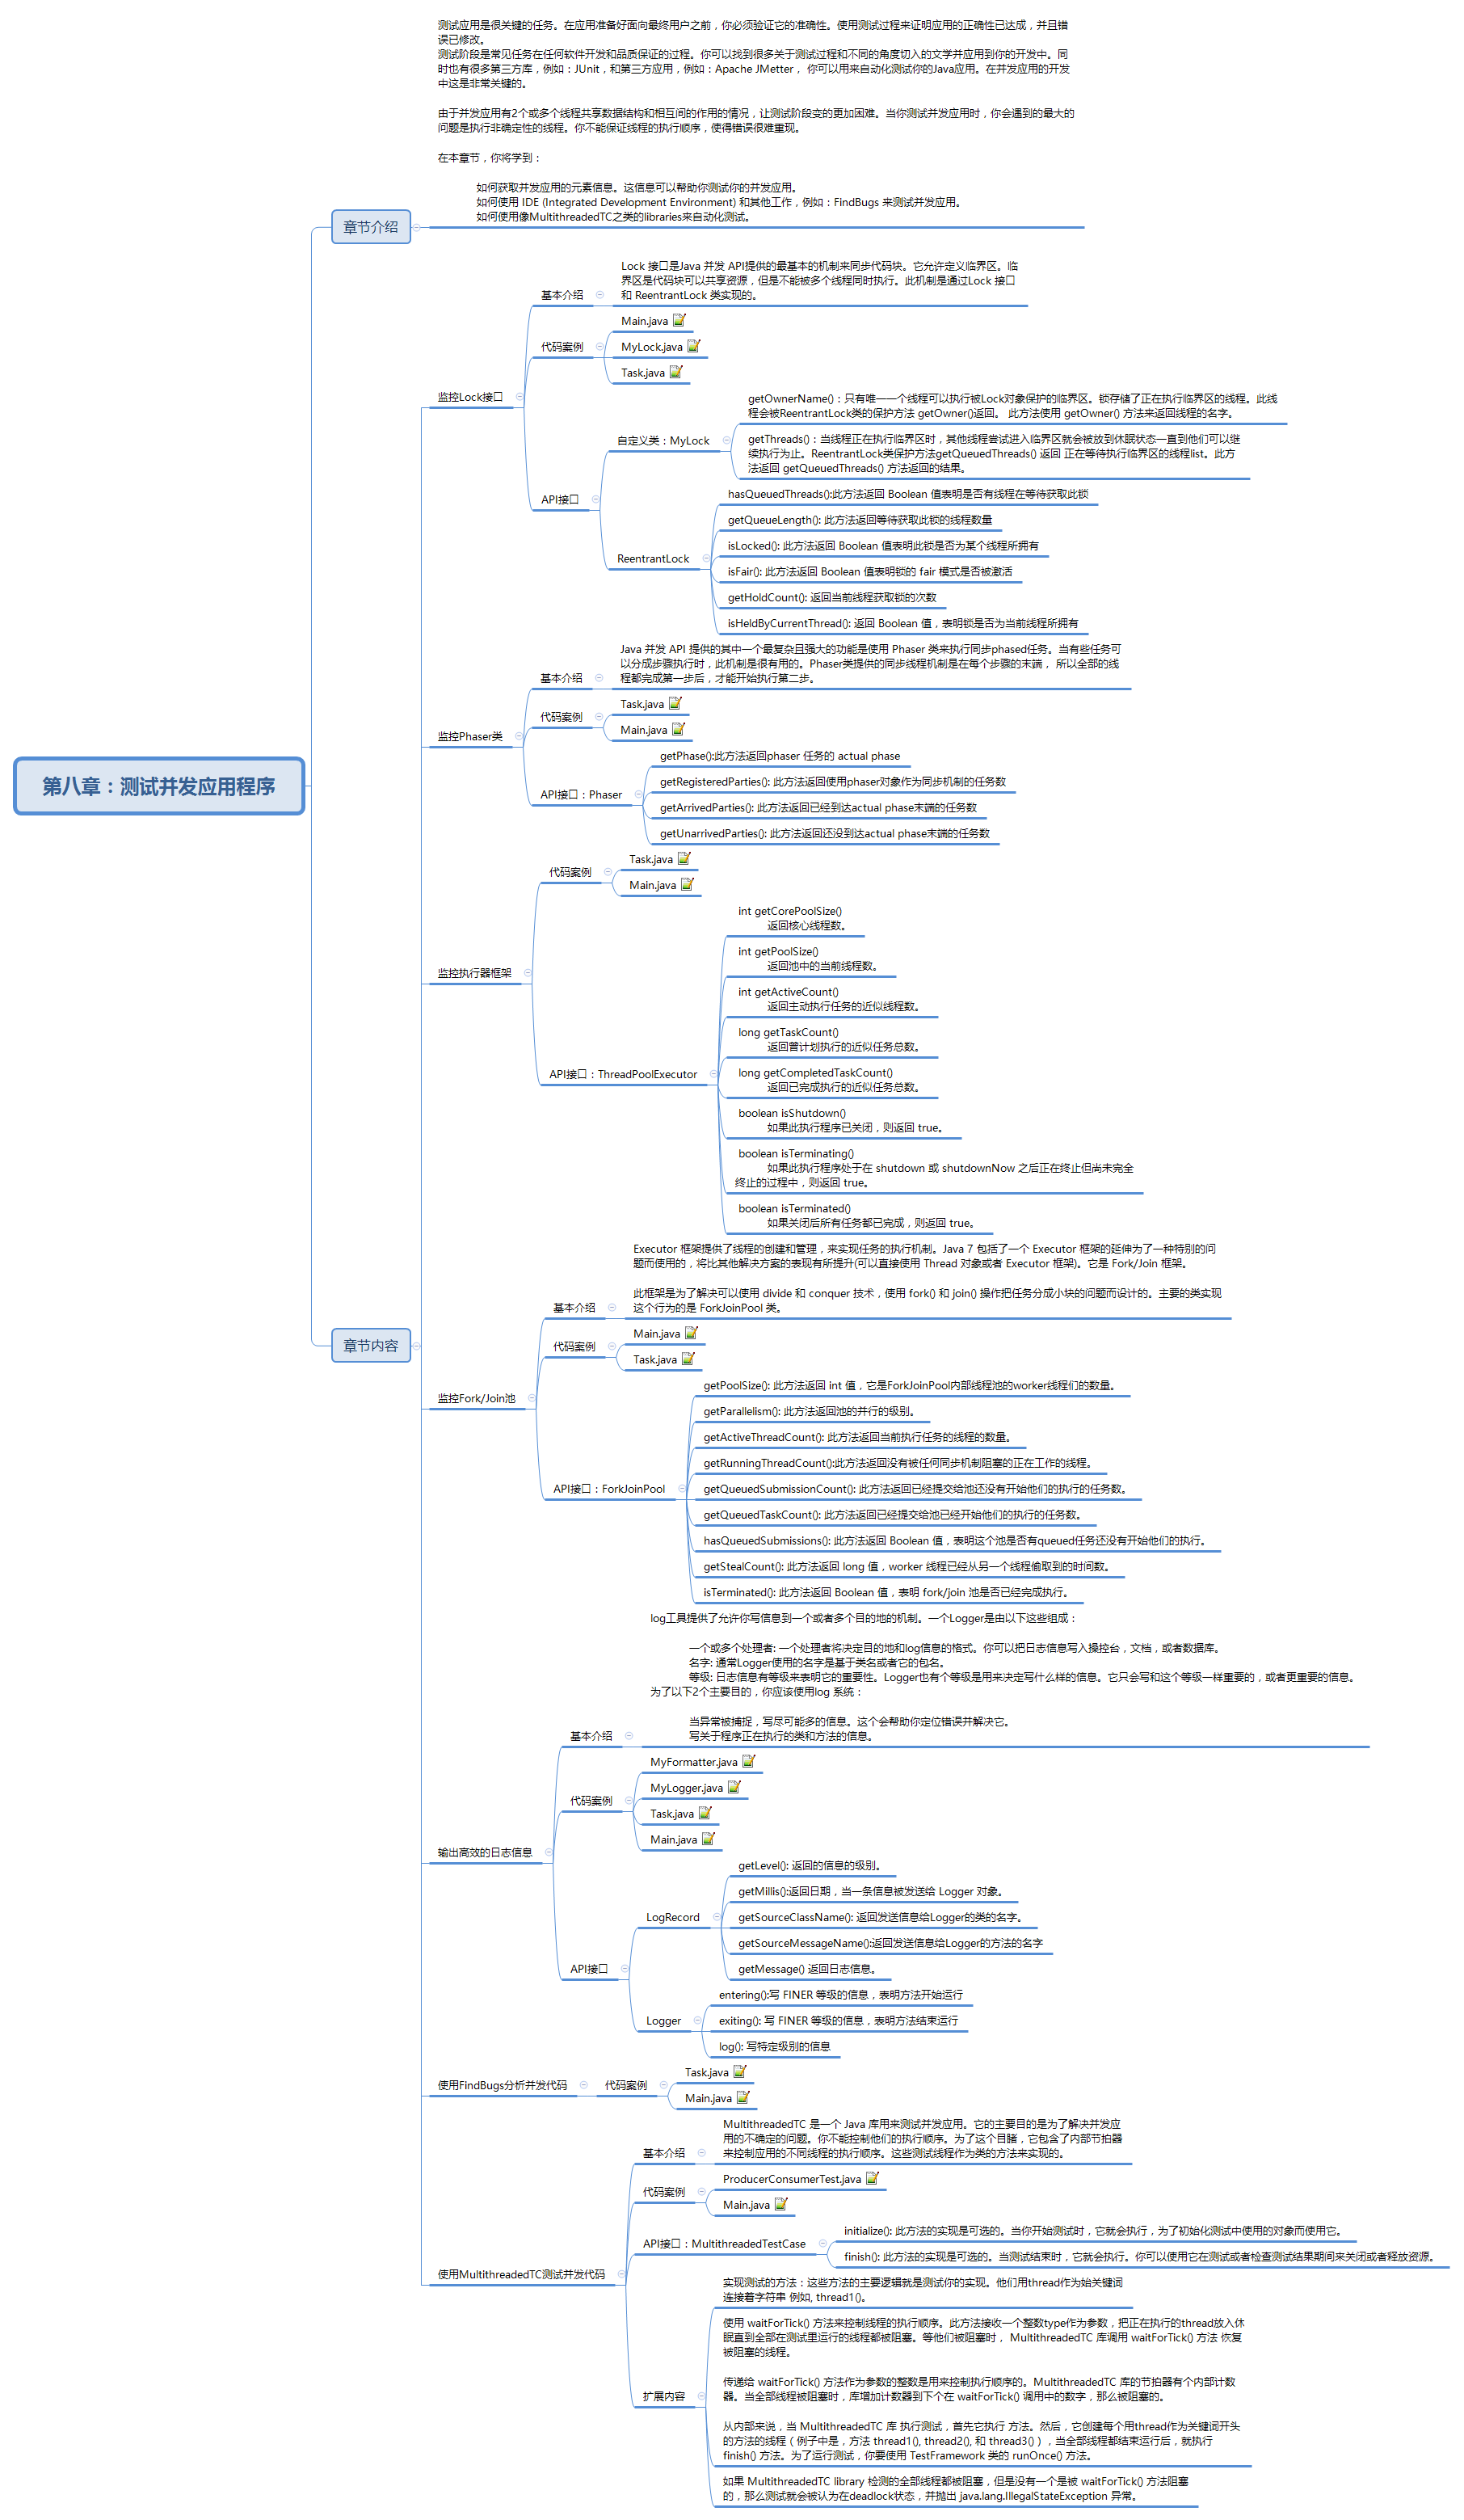 测试应用是很关键的任务。在应用准备好面向最终用户之前，你必须验证它的准确性。使用测试过程来证明应用的正确性已达成，并且错
误已修改。
测试阶段是常见任务在任何软件开发和品质保证的过程。你可以找到很多关于测试过程和不同的角度切入的文学并应用到你的开发中。同
时也有很多第三方库，例如：JUnit，和第三方应用，例如：Apache JMetter， 你可以用来自动化测试你的Java应用。在并发应用的开发
中这是非常关键的。
由于并发应用有2个或多个线程共享数据结构和相互间的作用的情况，让测试阶段变的更加困难。当你测试并发应用时，你会遇到的最大的
问题是执行非确定性的线程。你不能保证线程的执行顺序，使得错误很难重现。
在本章节，你将学到：
如何获取并发应用的元素信息。这信息可以帮助你测试你的并发应用。
如何使用 IDE (Integrated Development Environment) 和其他工作，例如：FindBugs 来测试并发应用。
如何使用像MultithreadedTC之类的libraries来自动化测试。
章节介绍
Lock 接口是Java 并发 API提供的最基本的机制来同步代码块。它允许定义临界区。临
界区是代码块可以共享资源，但是不能被多个线程同时执行。此机制是通过Lock 接口
和 ReentrantLock 类实现的。
基本介绍
Main.java
代码案例
MyLock.java
Task.java
监控Lock接口
getOwnerName()：只有唯一一个线程可以执行被Lock对象保护的临界区。锁存储了正在执行临界区的线程。此线
程会被ReentrantLock类的保护方法 getOwner()返回。 此方法使用 getOwner() 方法来返回线程的名字。
自定义类：MyLock
getThreads()：当线程正在执行临界区时，其他线程尝试进入临界区就会被放到休眠状态一直到他们可以继
续执行为止。ReentrantLock类保护方法getQueuedThreads() 返回 正在等待执行临界区的线程list。此方
法返回 getQueuedThreads() 方法返回的结果。
API接口
hasQueuedThreads():此方法返回 Boolean 值表明是否有线程在等待获取此锁
getQueueLength(): 此方法返回等待获取此锁的线程数量
isLocked(): 此方法返回 Boolean 值表明此锁是否为某个线程所拥有
ReentrantLock
isFair(): 此方法返回 Boolean 值表明锁的 fair 模式是否被激活
getHoldCount(): 返回当前线程获取锁的次数
isHeldByCurrentThread(): 返回 Boolean 值，表明锁是否为当前线程所拥有
Java 并发 API 提供的其中一个最复杂且强大的功能是使用 Phaser 类来执行同步phased任务。当有些任务可
以分成步骤执行时，此机制是很有用的。Phaser类提供的同步线程机制是在每个步骤的末端， 所以全部的线
程都完成第一步后，才能开始执行第二步。
基本介绍
Task.java
代码案例
Main.java
监控Phaser类
getPhase():此方法返回phaser 任务的 actual phase
getRegisteredParties(): 此方法返回使用phaser对象作为同步机制的任务数
API接口：Phaser
getArrivedParties(): 此方法返回已经到达actual phase末端的任务数
getUnarrivedParties(): 此方法返回还没到达actual phase末端的任务数
第八章：测试并发应用程序
Task.java
代码案例
Main.java
监控执行器框架
int getCorePoolSize()
返回核心线程数。
int getPoolSize()
返回池中的当前线程数。
int getActiveCount()
返回主动执行任务的近似线程数。
long getTaskCount()
返回曾计划执行的近似任务总数。
API接口：ThreadPoolExecutor
long getCompletedTaskCount()
返回已完成执行的近似任务总数。
boolean isShutdown()
如果此执行程序已关闭，则返回 true。
boolean isTerminating()
如果此执行程序处于在 shutdown 或 shutdownNow 之后正在终止但尚未完全
终止的过程中，则返回 true。
boolean isTerminated()
如果关闭后所有任务都已完成，则返回 true。
Executor 框架提供了线程的创建和管理，来实现任务的执行机制。Java 7 包括了一个 Executor 框架的延伸为了一种特别的问
题而使用的，将比其他解决方案的表现有所提升(可以直接使用 Thread 对象或者 Executor 框架)。它是 Fork/Join 框架。
此框架是为了解决可以使用 divide 和 conquer 技术，使用 fork() 和 join() 操作把任务分成小块的问题而设计的。主要的类实现
这个行为的是 ForkJoinPool 类。
基本介绍
Main.java
代码案例
Task.java
章节内容
监控Fork/Join池
getPoolSize(): 此方法返回 int 值，它是ForkJoinPool内部线程池的worker线程们的数量。
getParallelism(): 此方法返回池的并行的级别。
getActiveThreadCount(): 此方法返回当前执行任务的线程的数量。
getRunningThreadCount():此方法返回没有被任何同步机制阻塞的正在工作的线程。
API接口：ForkJoinPool
getQueuedSubmissionCount(): 此方法返回已经提交给池还没有开始他们的执行的任务数。
getQueuedTaskCount(): 此方法返回已经提交给池已经开始他们的执行的任务数。
hasQueuedSubmissions(): 此方法返回 Boolean 值，表明这个池是否有queued任务还没有开始他们的执行。
getStealCount(): 此方法返回 long 值，worker 线程已经从另一个线程偷取到的时间数。
isTerminated(): 此方法返回 Boolean 值，表明 fork/join 池是否已经完成执行。
log工具提供了允许你写信息到一个或者多个目的地的机制。一个Logger是由以下这些组成：
一个或多个处理者: 一个处理者将决定目的地和log信息的格式。你可以把日志信息写入操控台，文档，或者数据库。
名字: 通常Logger使用的名字是基于类名或者它的包名。
等级: 日志信息有等级来表明它的重要性。Logger也有个等级是用来决定写什么样的信息。它只会写和这个等级一样重要的，或者更重要的信息。
为了以下2个主要目的，你应该使用log 系统：
当异常被捕捉，写尽可能多的信息。这个会帮助你定位错误并解决它。
写关于程序正在执行的类和方法的信息。
基本介绍
MyFormatter.java
MyLogger.java
代码案例
Task.java
Main.java
输出高效的日志信息
getLevel(): 返回的信息的级别。
getMillis():返回日期，当一条信息被发送给 Logger 对象。
LogRecord
getSourceClassName(): 返回发送信息给Logger的类的名字。
getSourceMessageName():返回发送信息给Logger的方法的名字
getMessage() 返回日志信息。
API接口
entering():写 FINER 等级的信息，表明方法开始运行
Logger
exiting(): 写 FINER 等级的信息，表明方法结束运行
log(): 写特定级别的信息
使用FindBugs分析并发代码
代码案例
Task.java
Main.java
MultithreadedTC 是一个 Java 库用来测试并发应用。它的主要目的是为了解决并发应
用的不确定的问题。你不能控制他们的执行顺序。为了这个目睹，它包含了内部节拍器
来控制应用的不同线程的执行顺序。这些测试线程作为类的方法来实现的。
基本介绍
ProducerConsumerTest.java
代码案例
Main.java
API接口：MultithreadedTestCase
initialize(): 此方法的实现是可选的。当你开始测试时，它就会执行，为了初始化测试中使用的对象而使用它。
finish(): 此方法的实现是可选的。当测试结束时，它就会执行。你可以使用它在测试或者检查测试结果期间来关闭或者释放资源。
使用MultithreadedTC测试并发代码
实现测试的方法：这些方法的主要逻辑就是测试你的实现。他们用thread作为始关键词
连接着字符串 例如, thread1()。
使用 waitForTick() 方法来控制线程的执行顺序。此方法接收一个整数type作为参数，把正在执行的thread放入休
眠直到全部在测试里运行的线程都被阻塞。等他们被阻塞时， MultithreadedTC 库调用 waitForTick() 方法 恢复
被阻塞的线程。
传递给 waitForTick() 方法作为参数的整数是用来控制执行顺序的。MultithreadedTC 库的节拍器有个内部计数
器。当全部线程被阻塞时，库增加计数器到下个在 waitForTick() 调用中的数字，那么被阻塞的。
扩展内容
从内部来说，当 MultithreadedTC 库 执行测试，首先它执行 方法。然后，它创建每个用thread作为关键词开头
的方法的线程（例子中是，方法 thread1(), thread2(), 和 thread3()），当全部线程都结束运行后，就执行
finish() 方法。为了运行测试，你要使用 TestFramework 类的 runOnce() 方法。
如果 MultithreadedTC library 检测的全部线程都被阻塞，但是没有一个是被 waitForTick() 方法阻塞
的，那么测试就会被认为在deadlock状态，并抛出 java.lang.IllegalStateException 异常。